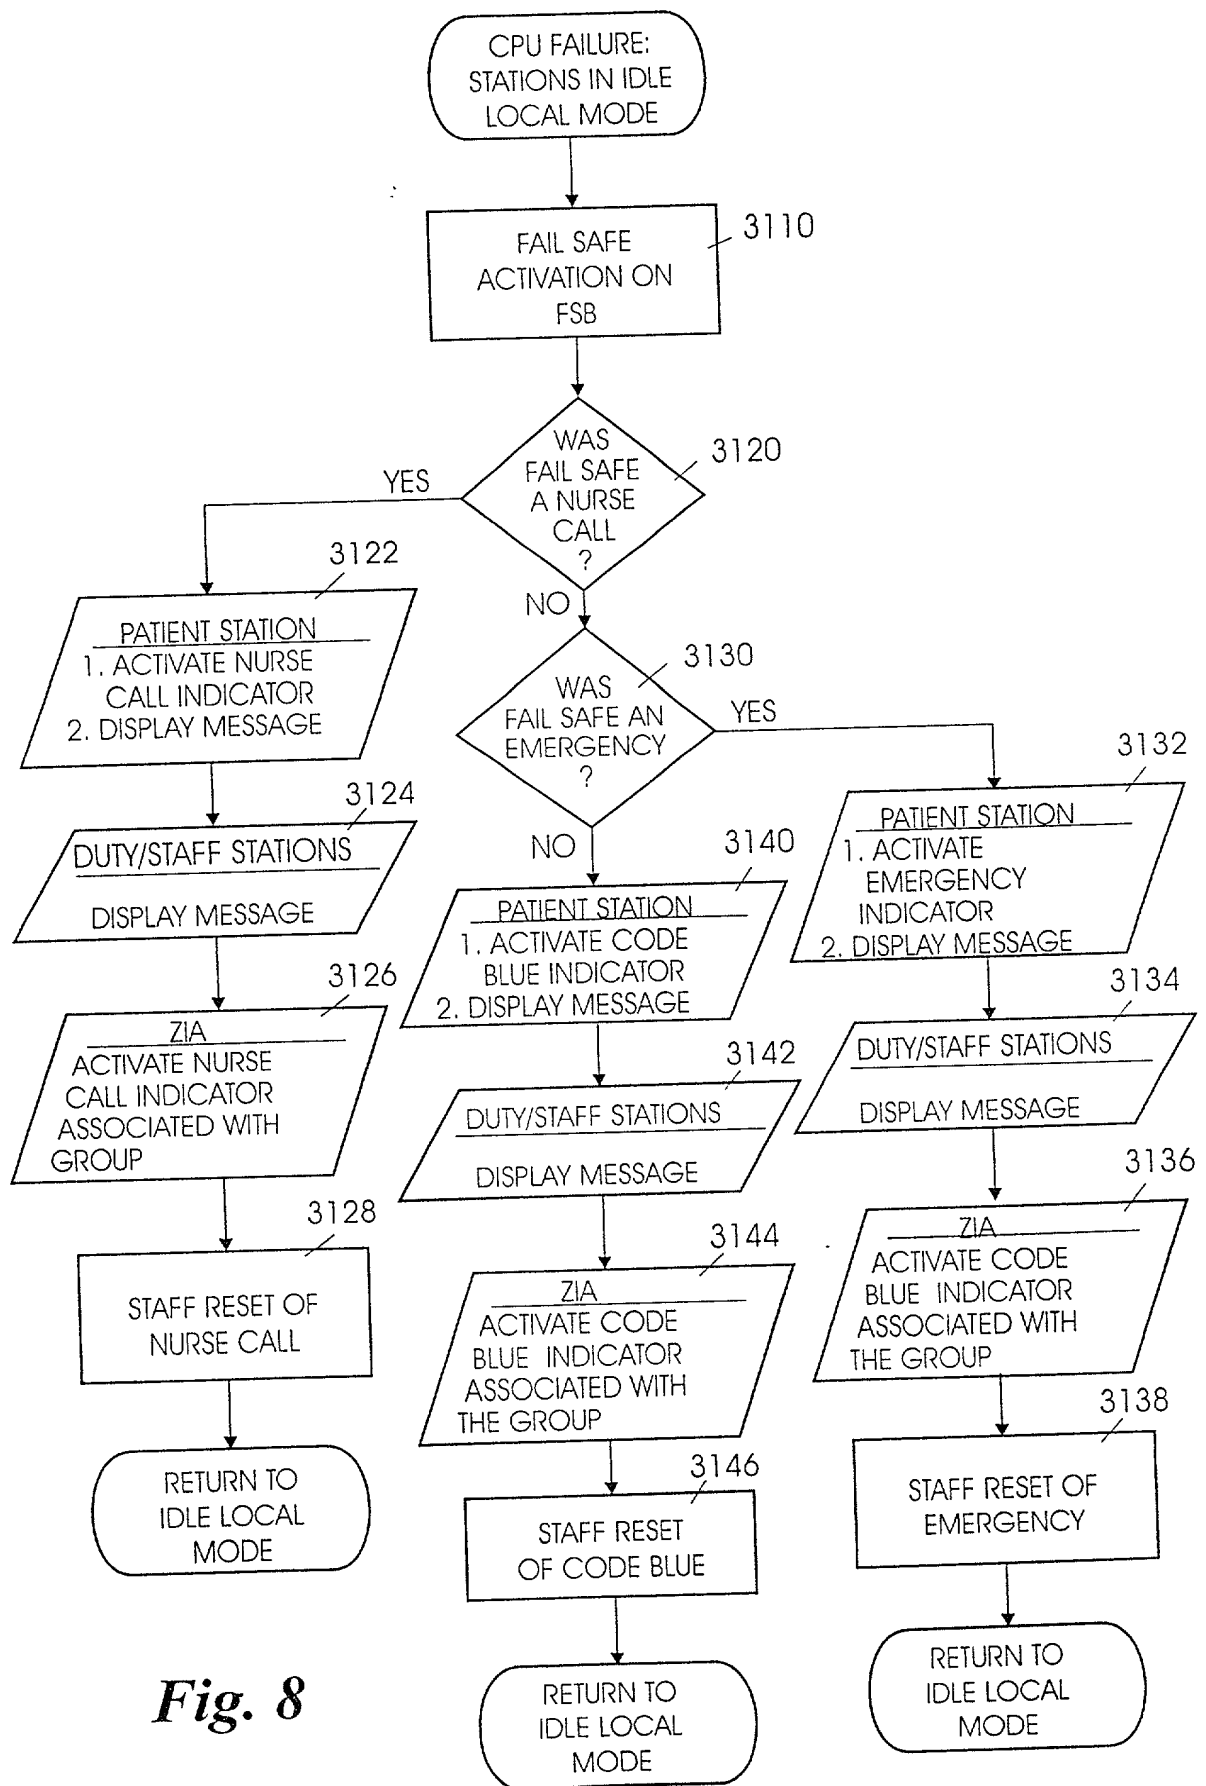 CPU FAILURE:
STATIONS IN IDLE
LOCAL MODE
3110
FAIL SAFE
ACTIVATION ON
FSB
3120
WAS
FAIL SAFE
A NURSE
CALL
?
YES
NO
3122
PATIENT STATION
1. ACTIVATE NURSE
CALL INDICATOR
2. DISPLAY MESSAGE
3124
DUTY/STAFF STATIONS
DISPLAY MESSAGE
3126
ZIA
ACTIVATE NURSE
CALL INDICATOR
ASSOCIATED WITH
GROUP
3128
STAFF RESET OF
NURSE CALL
RETURN TO
IDLE LOCAL
MODE
3130
WAS
FAIL SAFE AN
EMERGENCY
?
YES
NO
3140
PATIENT STATION
1. ACTIVATE CODE
BLUE INDICATOR
2. DISPLAY MESSAGE
3142
DUTY/STAFF STATIONS
DISPLAY MESSAGE
3144
ZIA
ACTIVATE CODE
BLUE INDICATOR
ASSOCIATED WITH
THE GROUP
3146
STAFF RESET
OF CODE BLUE
RETURN TO
IDLE LOCAL
MODE
3132
PATIENT STATION
1. ACTIVATE
EMERGENCY
INDICATOR
2. DISPLAY MESSAGE
3134
DUTY/STAFF STATIONS
DISPLAY MESSAGE
3136
ZIA
ACTIVATE CODE
BLUE INDICATOR
ASSOCIATED WITH
THE GROUP
3138
STAFF RESET OF
EMERGENCY
RETURN TO
IDLE LOCAL
MODE
Fig. 8